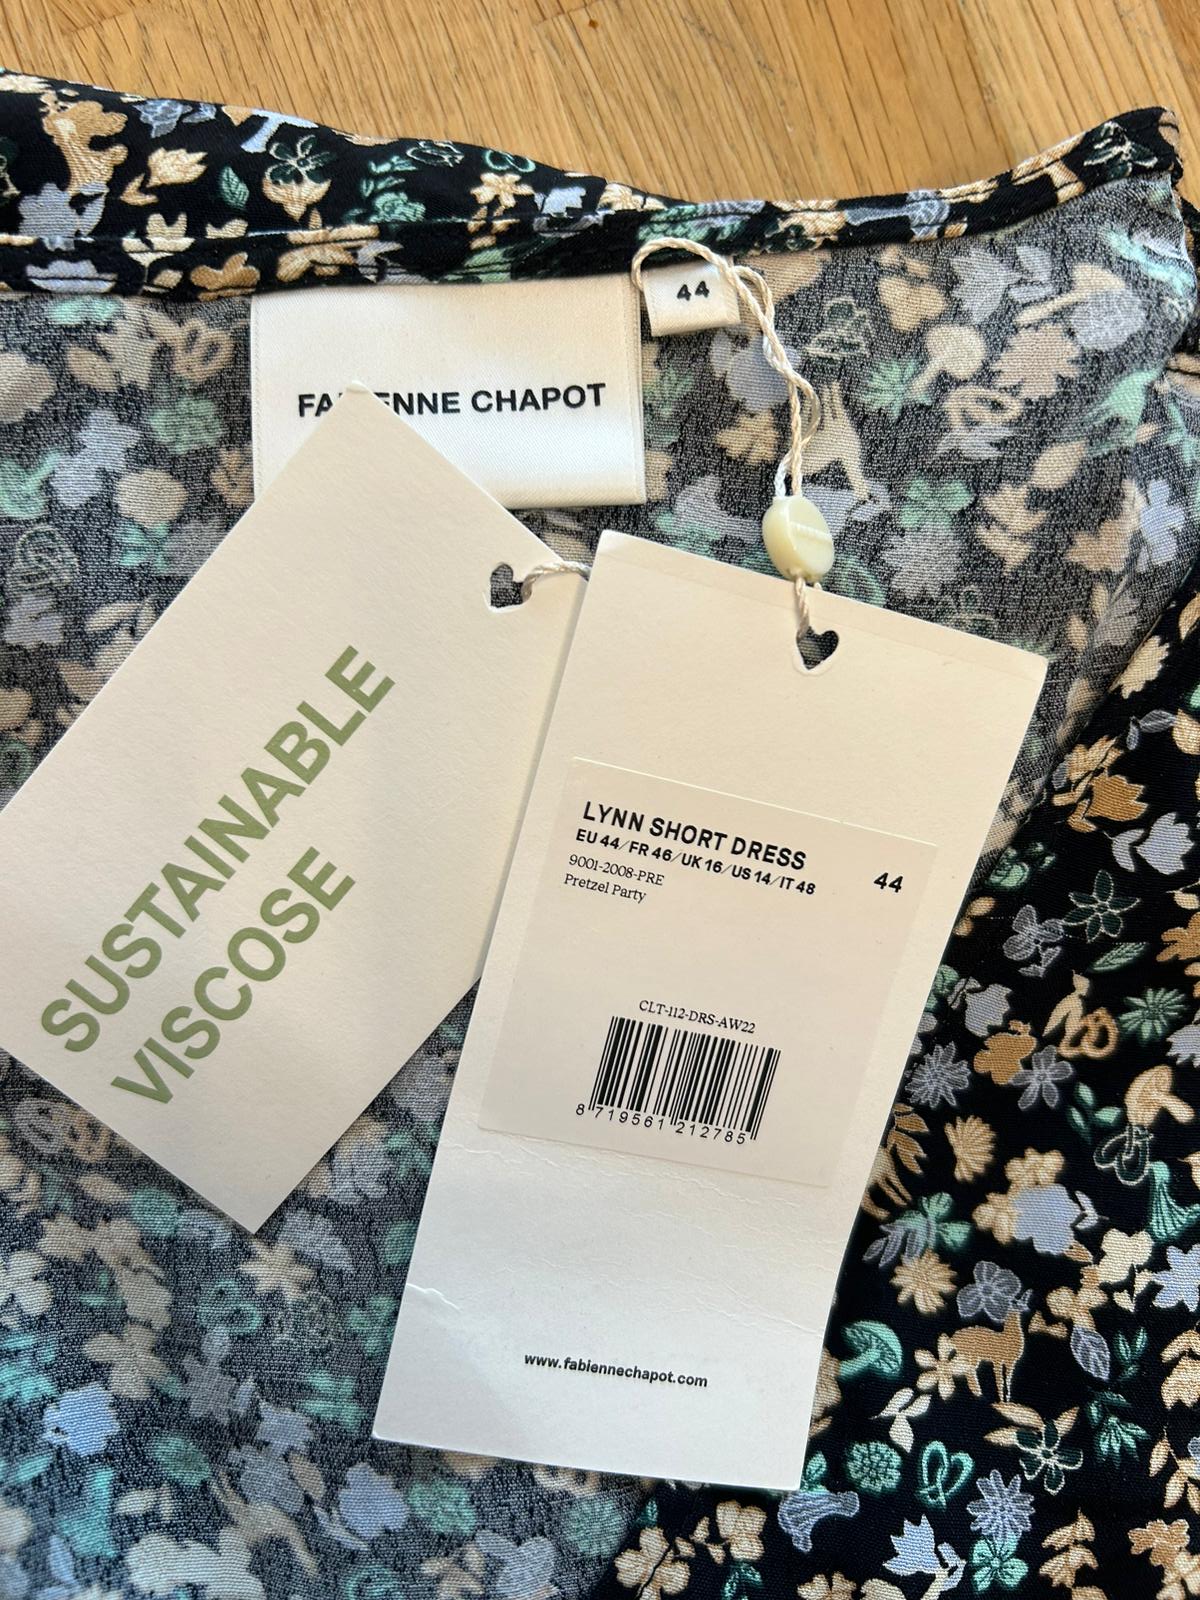 44
FABIENNE CHAPOT
SUSTAINABLE
VISCOSE
LYNN SHORT DRESS
EU 44/FR 46/UK 16/US 14/IT 48
9001-2008-PRE
Pretzel Party
44
CLT-112-DRS-AW22
8 719561 212785
www.fabiennechapot.com